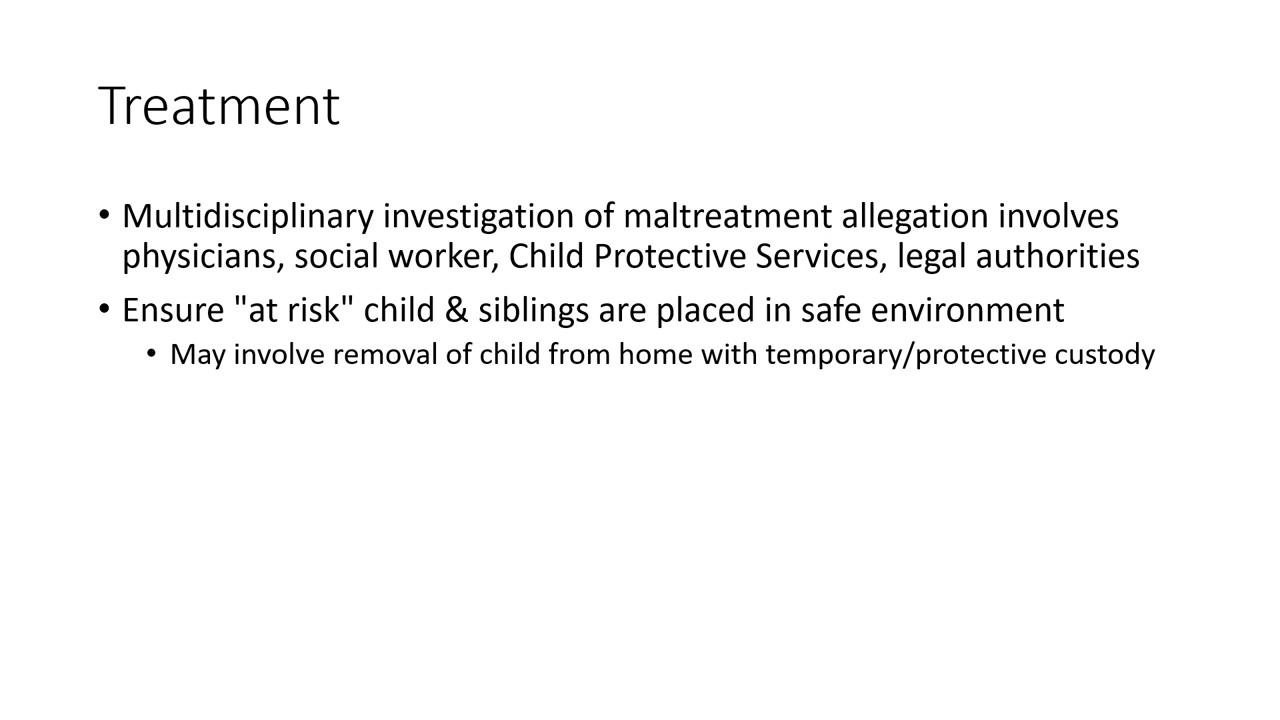 Treatment
• Multidisciplinary investigation of maltreatment allegation involves
physicians, social worker, Child Protective Services, legal authorities
• Ensure "at risk" child & siblings are placed in safe environment
• May involve removal of child from home with temporary/protective custody